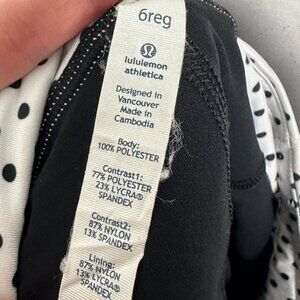 6reg
lululemon
athletica
Designed in
Vancouver
Made in
Cambodia
Body:
100% POLYESTER
Contrast1:
77% POLYESTER
23% LYCRA®
SPANDEX
Contrast2:
87% NYLON
13% SPANDEX
Lining:
87% NYLON
13% LYCRA®
SPANDEX